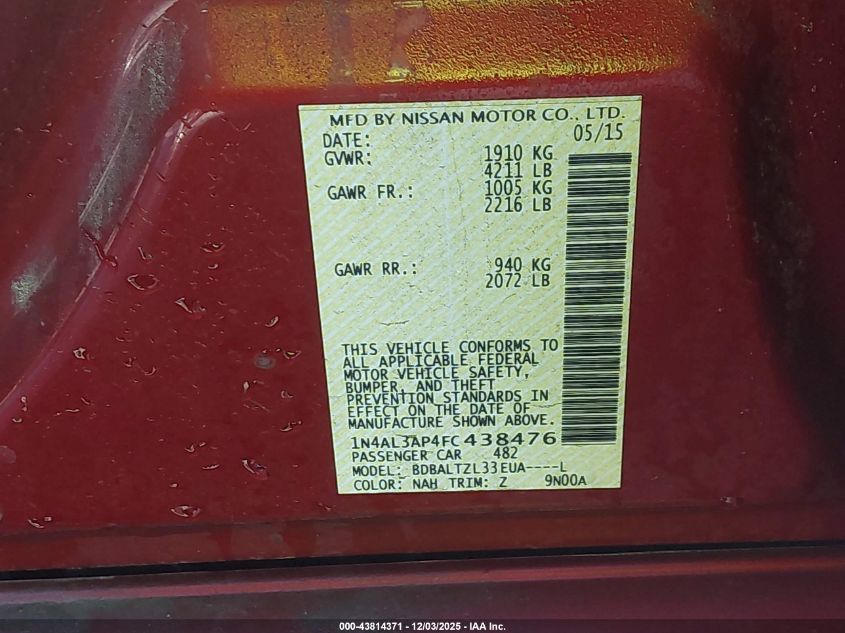 MFD BY NISSAN MOTOR CO., LTD.
DATE: 05/15
GVWR: 1910 KG
4211 LB
GAWR FR.: 1005 KG
2216 LB
GAWR RR.: 940 KG
2072 LB
THIS VEHICLE CONFORMS TO
ALL APPLICABLE FEDERAL
MOTOR VEHICLE SAFETY,
BUMPER, AND THEFT
PREVENTION STANDARDS IN
EFFECT ON THE DATE OF
MANUFACTURE SHOWN ABOVE.
1N4AL3AP4FC438476
PASSENGER CAR 482
MODEL: BDBALTZL33EUA----L
COLOR: NAH TRIM: Z 9N00A
000-43814371 - 12/03/2025 - IAA Inc.